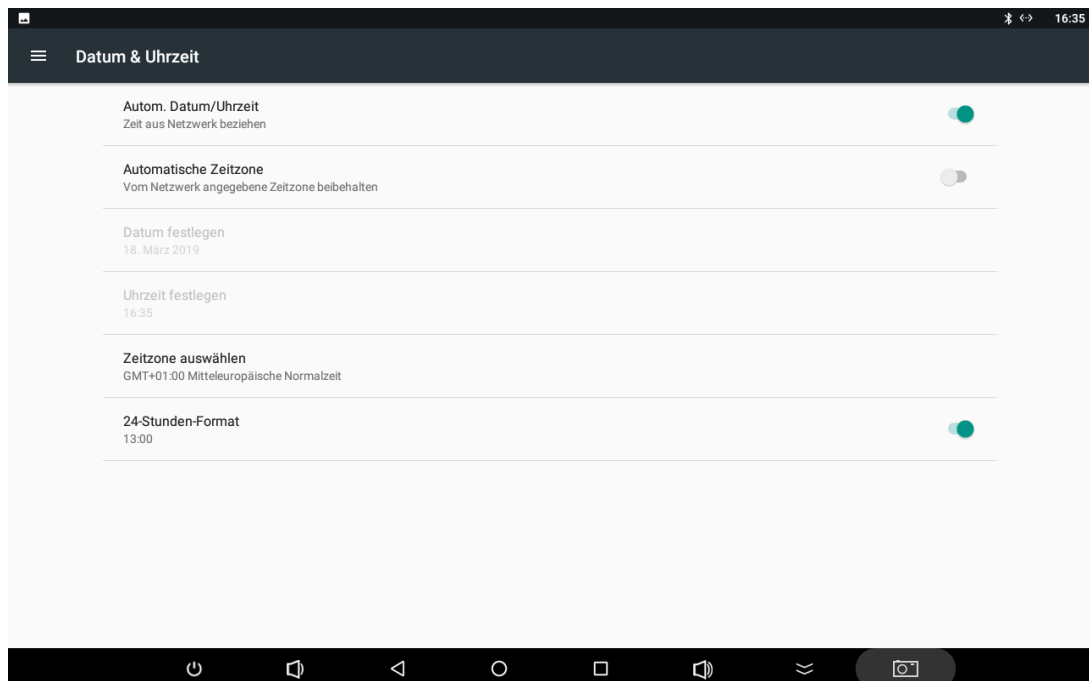 16:35
Datum & Uhrzeit
Autom. Datum/Uhrzeit
Zeit aus Netzwerk beziehen
Automatische Zeitzone
Vom Netzwerk angegebene Zeitzone beibehalten
Datum festlegen
18. März 2019
Uhrzeit festlegen
16:35
Zeitzone auswählen
GMT+01:00 Mitteleuropäische Normalzeit
24-Stunden-Format
13:00